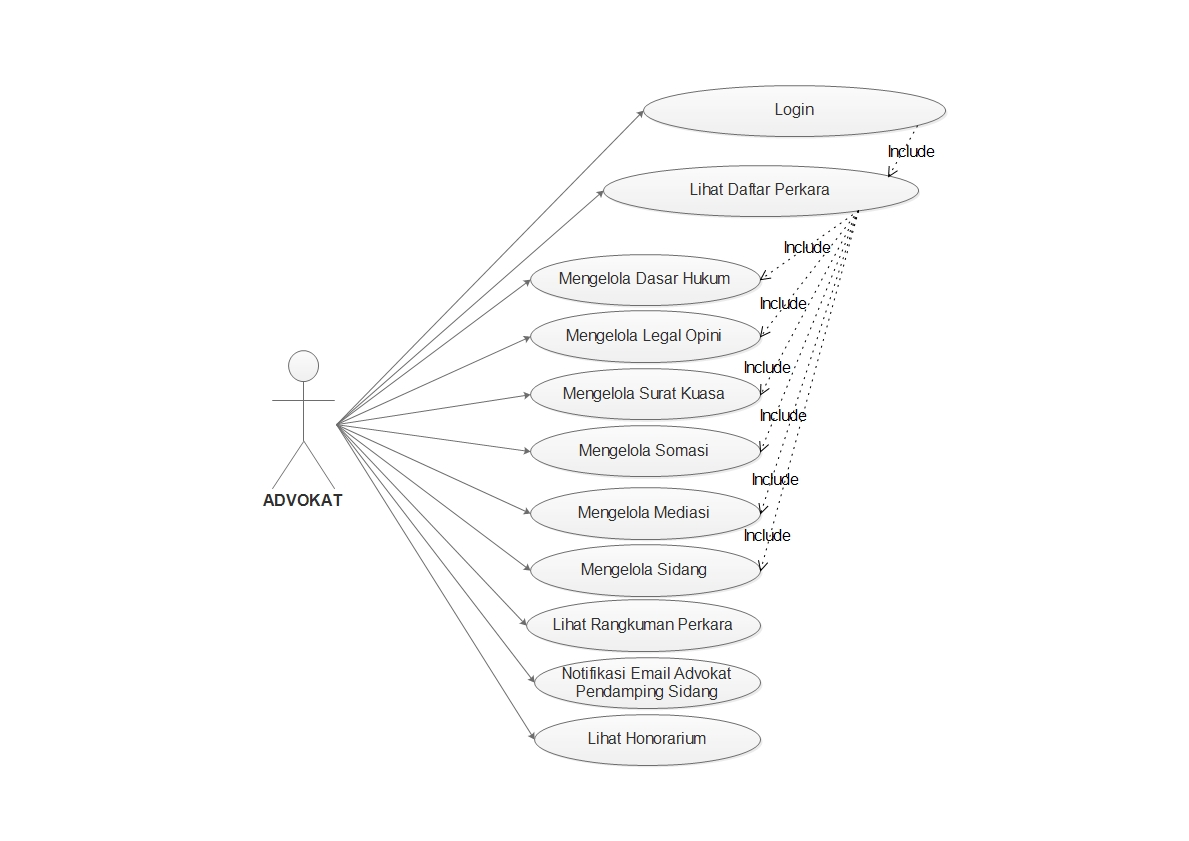 Login
Include
Lihat Daftar Perkara
Include
Mengelola Dasar Hukum
Include
Mengelola Legal Opini
Include
Mengelola Surat Kuasa
Include
Mengelola Somasi
Include
Mengelola Mediasi
ADVOKAT
Include
Mengelola Sidang
Lihat Rangkuman Perkara
Notifikasi Email Advokat
Pendamping Sidang
Lihat Honorarium